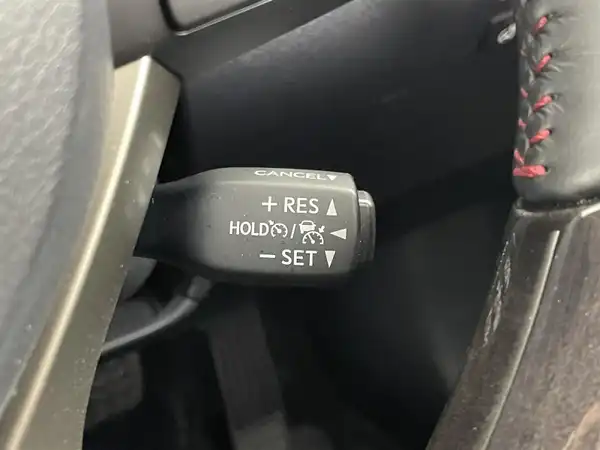 CANCEL▼
+ RES ▲
HOLD / ◀
− SET ▼